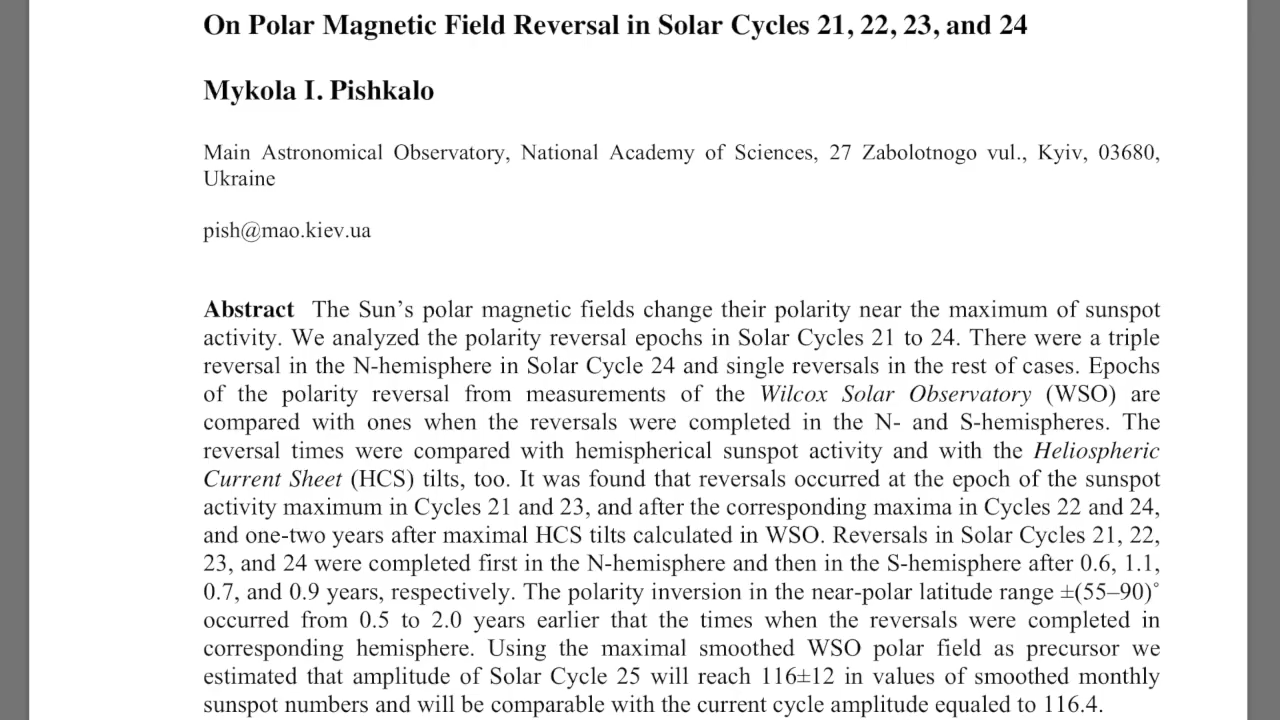 On Polar Magnetic Field Reversal in Solar Cycles 21, 22, 23, and 24
Mykola I. Pishkalo
Main Astronomical Observatory, National Academy of Sciences, 27 Zabolotnogo vul., Kyiv, 03680,
Ukraine
pish@mao.kiev.ua
Abstract The Sun's polar magnetic fields change their polarity near the maximum of sunspot
activity. We analyzed the polarity reversal epochs in Solar Cycles 21 to 24. There were a triple
reversal in the N-hemisphere in Solar Cycle 24 and single reversals in the rest of cases. Epochs
of the polarity reversal from measurements of the Wilcox Solar Observatory (WSO) are
compared with ones when the reversals were completed in the N- and S-hemispheres. The
reversal times were compared with hemispherical sunspot activity and with the Heliospheric
Current Sheet (HCS) tilts, too. It was found that reversals occurred at the epoch of the sunspot
activity maximum in Cycles 21 and 23, and after the corresponding maxima in Cycles 22 and 24,
and one-two years after maximal HCS tilts calculated in WSO. Reversals in Solar Cycles 21, 22,
23, and 24 were completed first in the N-hemisphere and then in the S-hemisphere after 0.6, 1.1,
0.7, and 0.9 years, respectively. The polarity inversion in the near-polar latitude range ±(55–90)˚
occurred from 0.5 to 2.0 years earlier that the times when the reversals were completed in
corresponding hemisphere. Using the maximal smoothed WSO polar field as precursor we
estimated that amplitude of Solar Cycle 25 will reach 116±12 in values of smoothed monthly
sunspot numbers and will be comparable with the current cycle amplitude equaled to 116.4.